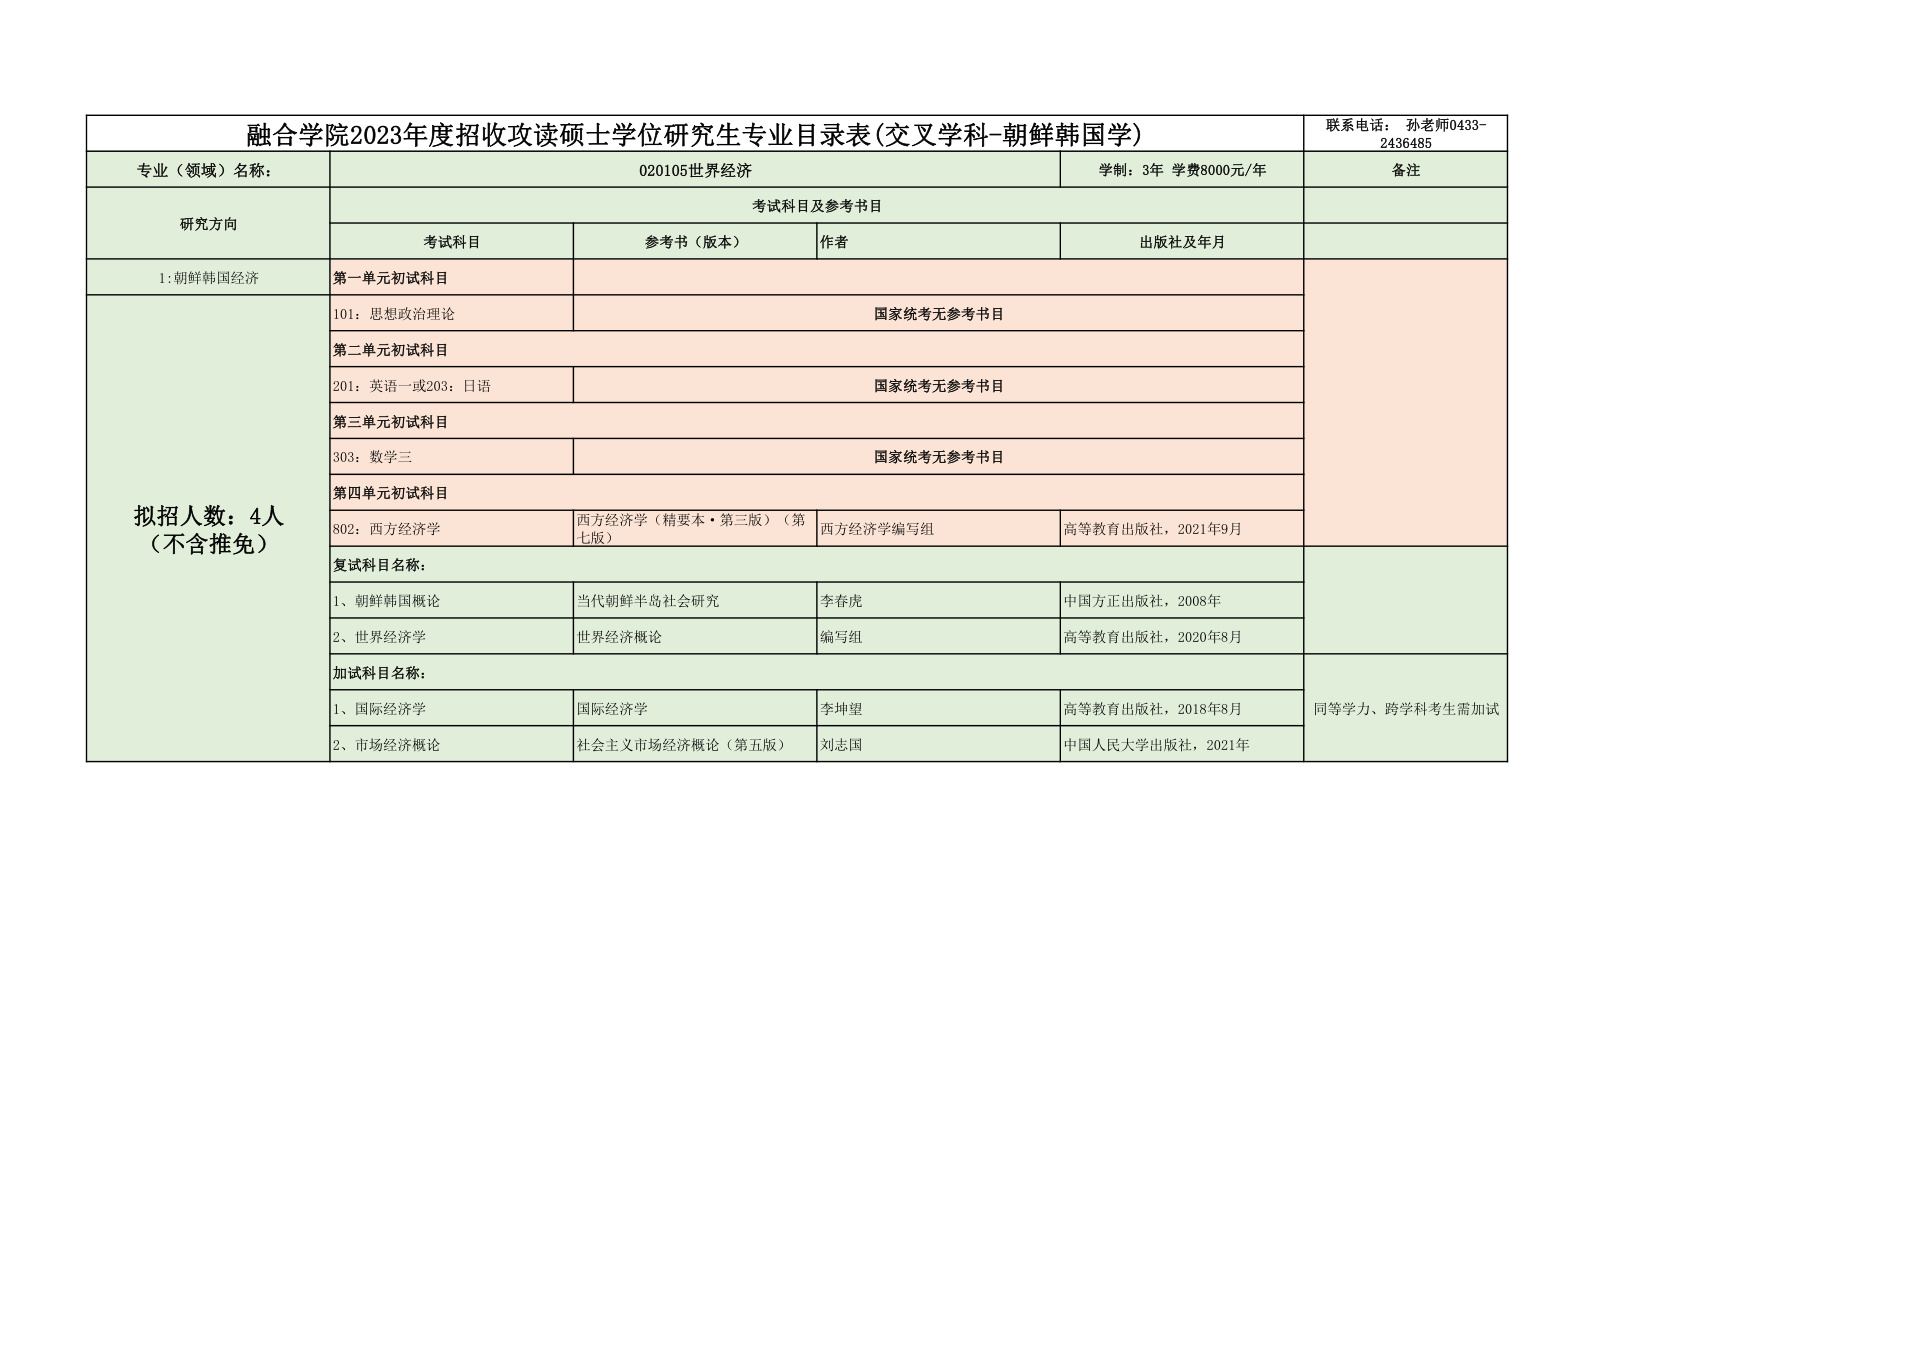 融合学院2023年度招收攻读硕士学位研究生专业目录表(交叉学科-朝鲜韩国学)
联系电话： 孙老师0433-
2436485
专业（领域）名称：
020105世界经济
学制：3年 学费8000元/年
备注
研究方向
考试科目及参考书目
考试科目
参考书（版本）
作者
出版社及年月
1:朝鲜韩国经济
第一单元初试科目
拟招人数：4人
（不含推免）
101：思想政治理论
国家统考无参考书目
第二单元初试科目
201：英语一或203：日语
国家统考无参考书目
第三单元初试科目
303：数学三
国家统考无参考书目
第四单元初试科目
802：西方经济学
西方经济学（精要本·第三版）（第
七版）
西方经济学编写组
高等教育出版社，2021年9月
复试科目名称：
1、朝鲜韩国概论
当代朝鲜半岛社会研究
李春虎
中国方正出版社，2008年
2、世界经济学
世界经济概论
编写组
高等教育出版社，2020年8月
加试科目名称：
1、国际经济学
国际经济学
李坤望
高等教育出版社，2018年8月
同等学力、跨学科考生需加试
2、市场经济概论
社会主义市场经济概论（第五版）
刘志国
中国人民大学出版社，2021年